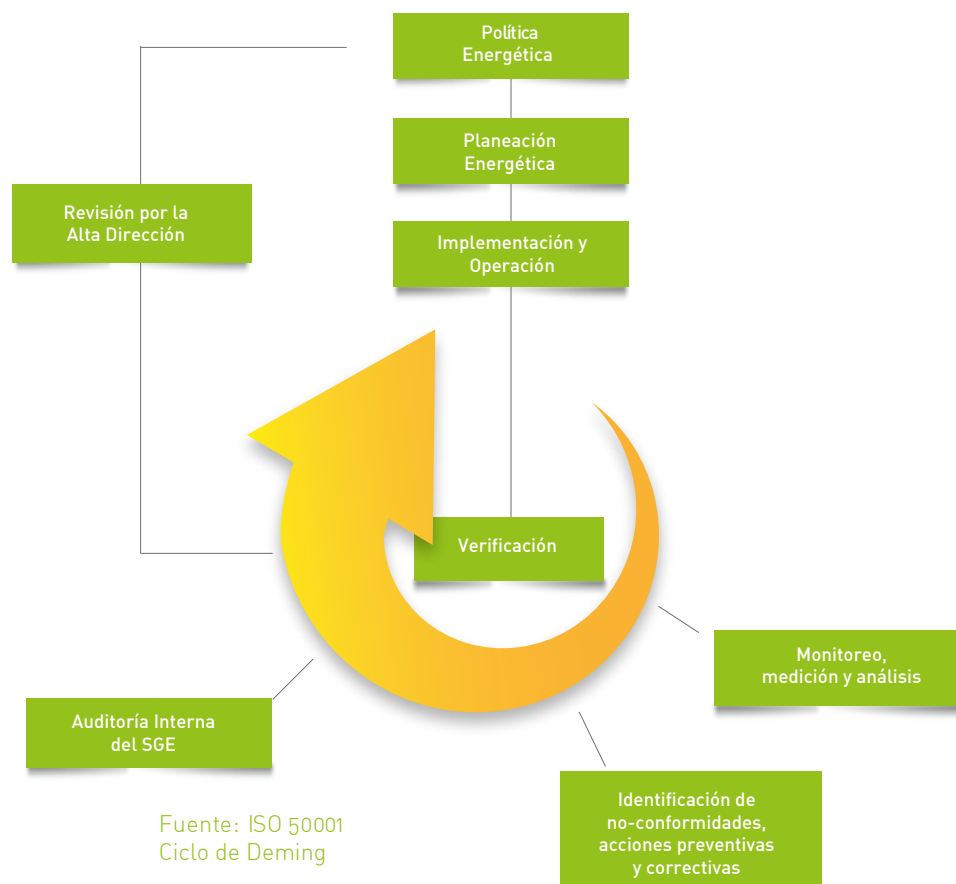 Política
Energética
Planeación
Energética
Revisión por la
Alta Dirección
Implementación y
Operación
Verificación
Monitoreo,
medición y análisis
Auditoría Interna
del SGE
Identificación de
no-conformidades,
acciones preventivas
y correctivas
Fuente: ISO 50001
Ciclo de Deming